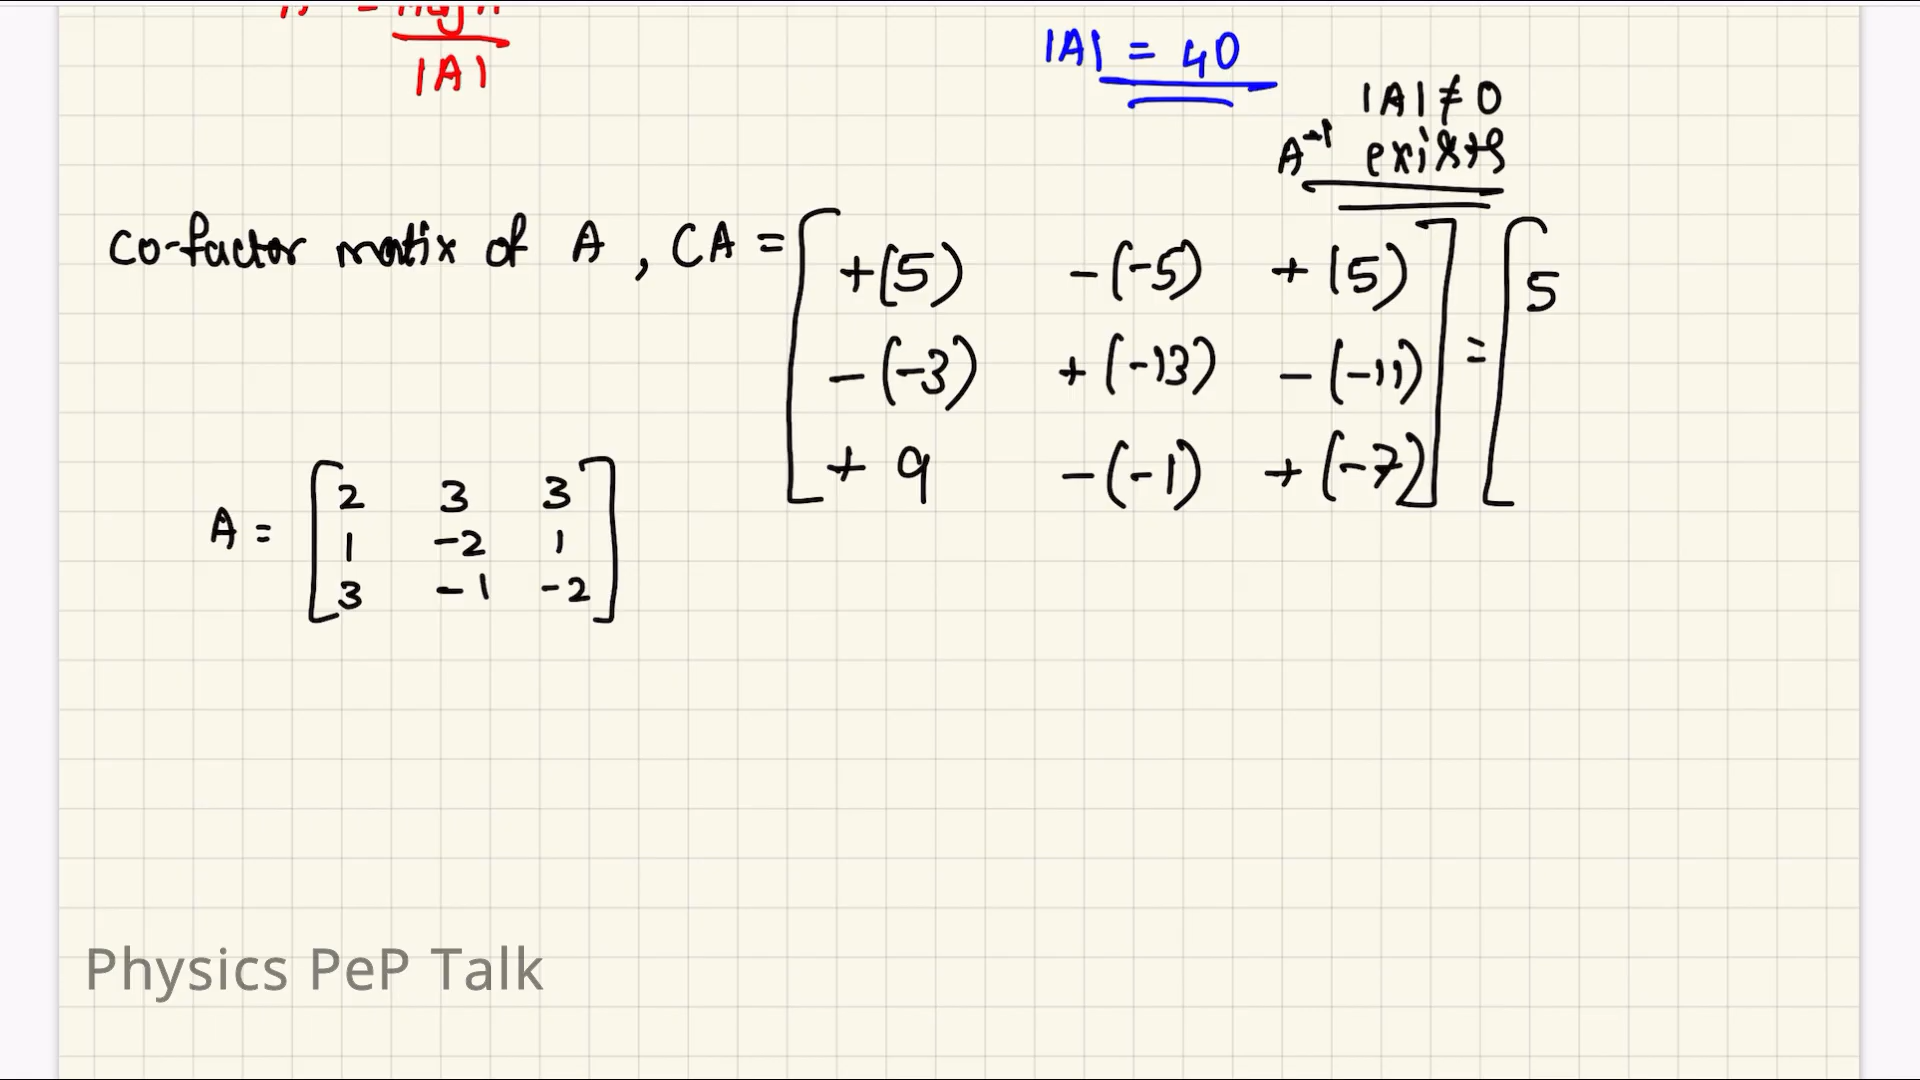 |A|
|A| = 40
|A| ≠ 0
A⁻¹ exists
co-factor matix of A , CA = [ +(5) -(-5) +(5)
-(-3) +(-13) -(-11)
+ 9 -(-1) +(-7) ] = [ 5
A = [ 2 3 3
1 -2 1
3 -1 -2 ]
Physics PeP Talk